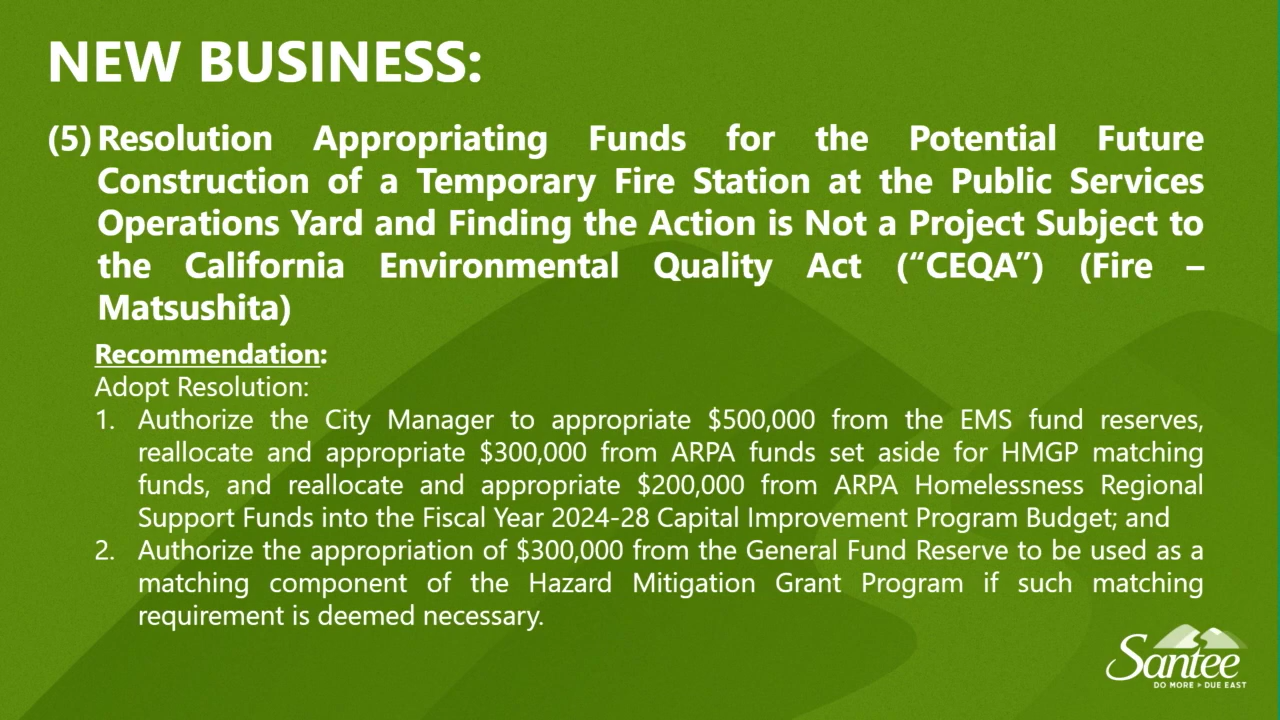 NEW BUSINESS:
(5) Resolution Appropriating Funds for the Potential Future
Construction of a Temporary Fire Station at the Public Services
Operations Yard and Finding the Action is Not a Project Subject to
the California Environmental Quality Act (“CEQA”) (Fire –
Matsushita)
Recommendation:
Adopt Resolution:
1. Authorize the City Manager to appropriate $500,000 from the EMS fund reserves,
reallocate and appropriate $300,000 from ARPA funds set aside for HMGP matching
funds, and reallocate and appropriate $200,000 from ARPA Homelessness Regional
Support Funds into the Fiscal Year 2024-28 Capital Improvement Program Budget; and
2. Authorize the appropriation of $300,000 from the General Fund Reserve to be used as a
matching component of the Hazard Mitigation Grant Program if such matching
requirement is deemed necessary.
Santee
DO MORE ▸ DUE EAST